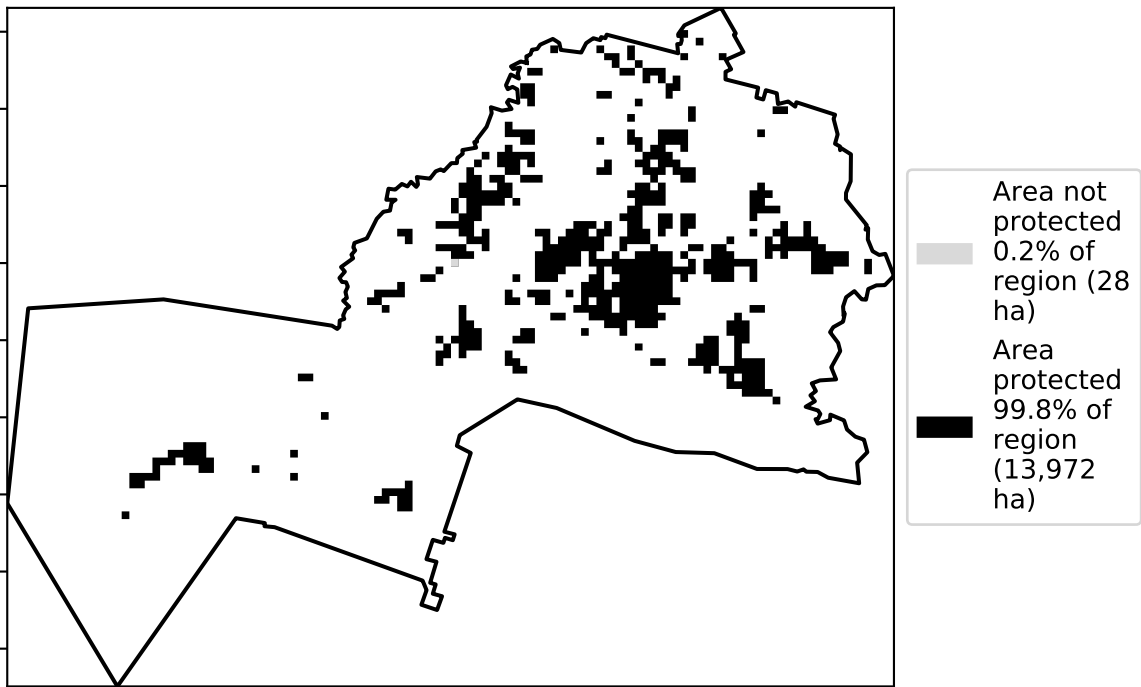 Area not
protected
0.2% of
region (28
ha)
Area
protected
99.8% of
region
(13,972
ha)